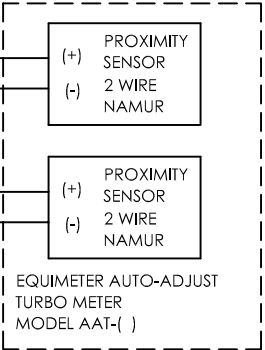 PROXIMITY
(+) SENSOR
(-) 2 WIRE
NAMUR
PROXIMITY
(+) SENSOR
(-) 2 WIRE
NAMUR
EQUIMETER AUTO-ADJUST
TURBO METER
MODEL AAT-( )